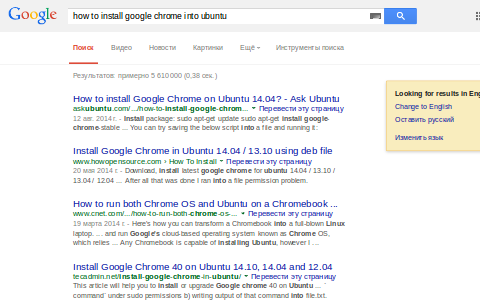 Google how to install google chrome into ubuntu
Поиск Видео Новости Картинки Ещё Инструменты поиска
Результатов: примерно 5 610 000 (0,38 сек.)
How to install Google Chrome on Ubuntu 14.04? - Ask Ubuntu
askubuntu.com/.../how-to-install-google-chrom... Перевести эту страницу
12 авг. 2014 г. - Install package: sudo apt-get update sudo apt-get install google-
chrome-stable ... You can try saving the below script into a file and running it:
Install Google Chrome in Ubuntu 14.04 / 13.10 using deb file
www.howopensource.com › How To Install Перевести эту страницу
20 мая 2014 г. - Download, install latest google chrome for ubuntu 14.04 / 13.10 /
13.04 / 12.04 ... After all that was done I ran into a file permission problem.
How to run both Chrome OS and Ubuntu on a Chromebook ...
www.cnet.com/.../how-to-run-both-chrome-os-... Перевести эту страницу
19 марта 2014 г. - Here's how you can transform a Chromebook into a full-blown Linux
laptop. ... and run Google's cloud-based operating system known as Chrome OS,
which relies ... Any Chromebook is capable of installing Ubuntu, however I ...
Install Google Chrome 40 on Ubuntu 14.10, 14.04 and 12.04
tecadmin.net/install-google-chrome-in-ubuntu/ Перевести эту страницу
This article will help you to install or upgrade Google chrome 40 on Ubuntu ... `
command` under sudo permissions b) writing output of that command into file.txt.
Looking for results in Eng
Change to English
Оставить русский
Изменить язык